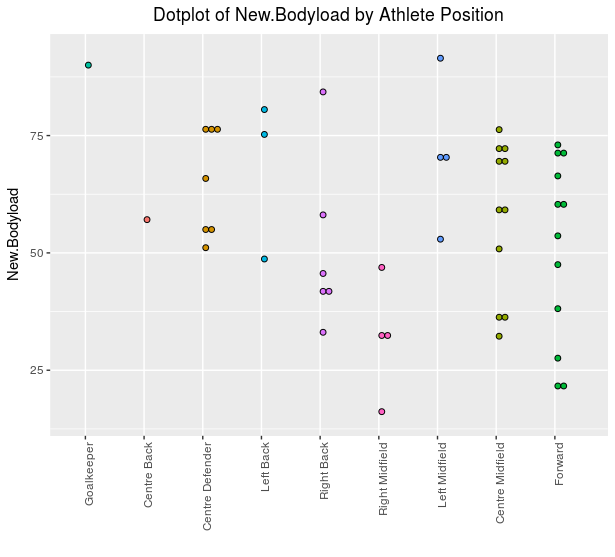 Dotplot of New.Bodyload by Athlete Position
New.Bodyload
75
50
25
Goalkeeper
Centre Back
Centre Defender
Left Back
Right Back
Right Midfield
Left Midfield
Centre Midfield
Forward